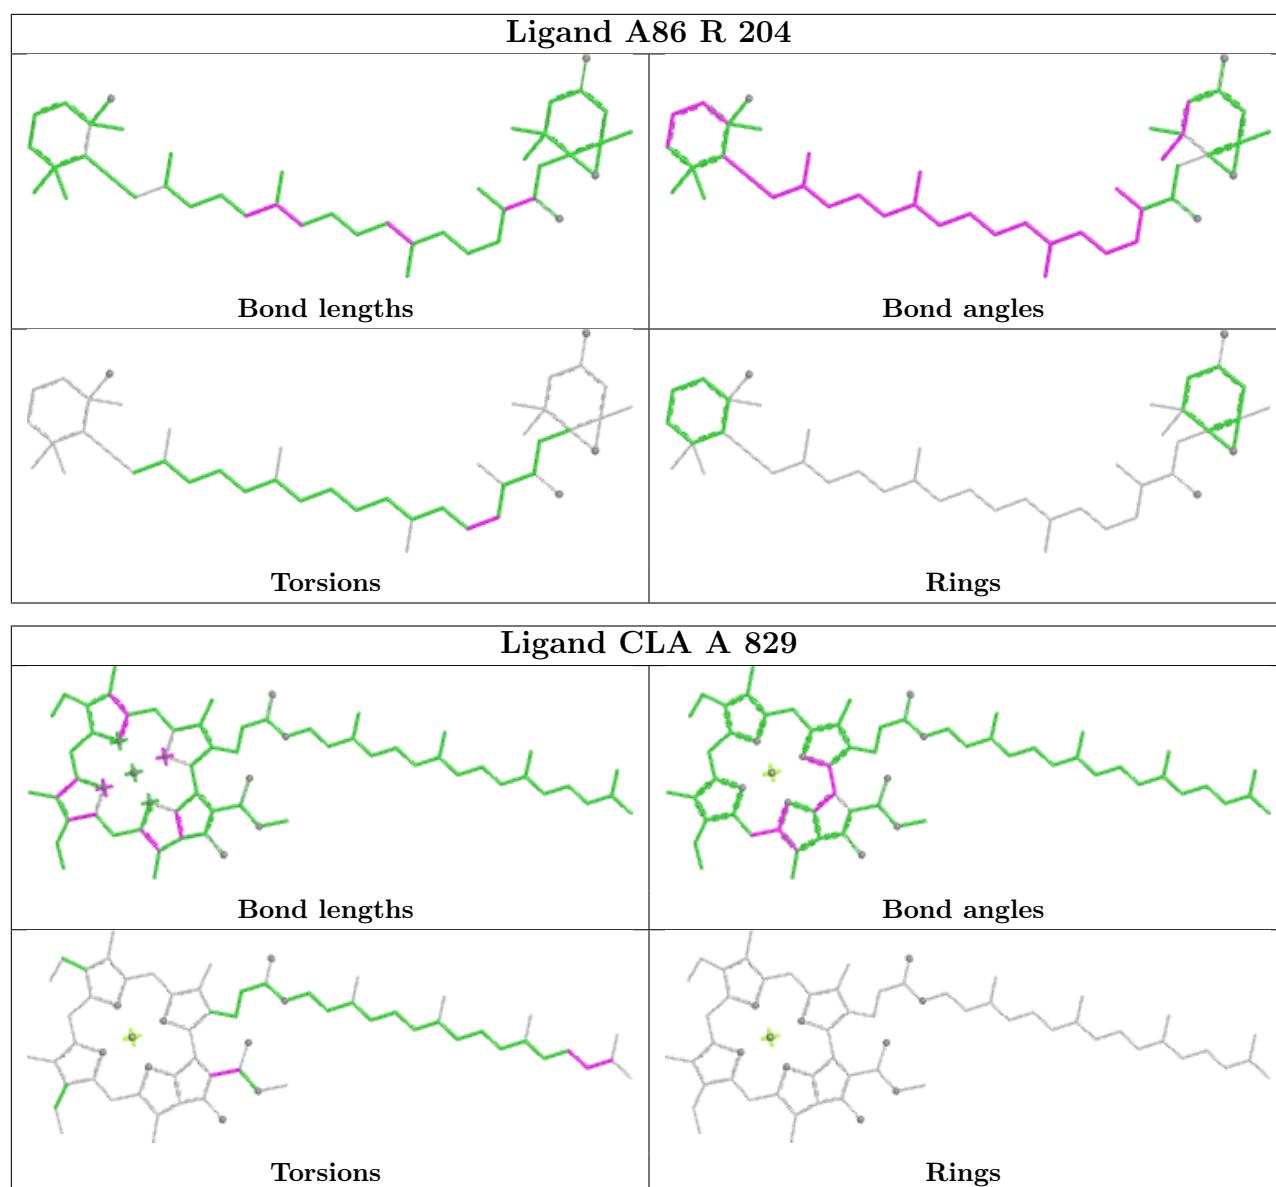 Ligand A86 R 204
Bond lengths
Bond angles
Torsions
Rings
Ligand CLA A 829
Bond lengths
Bond angles
Torsions
Rings